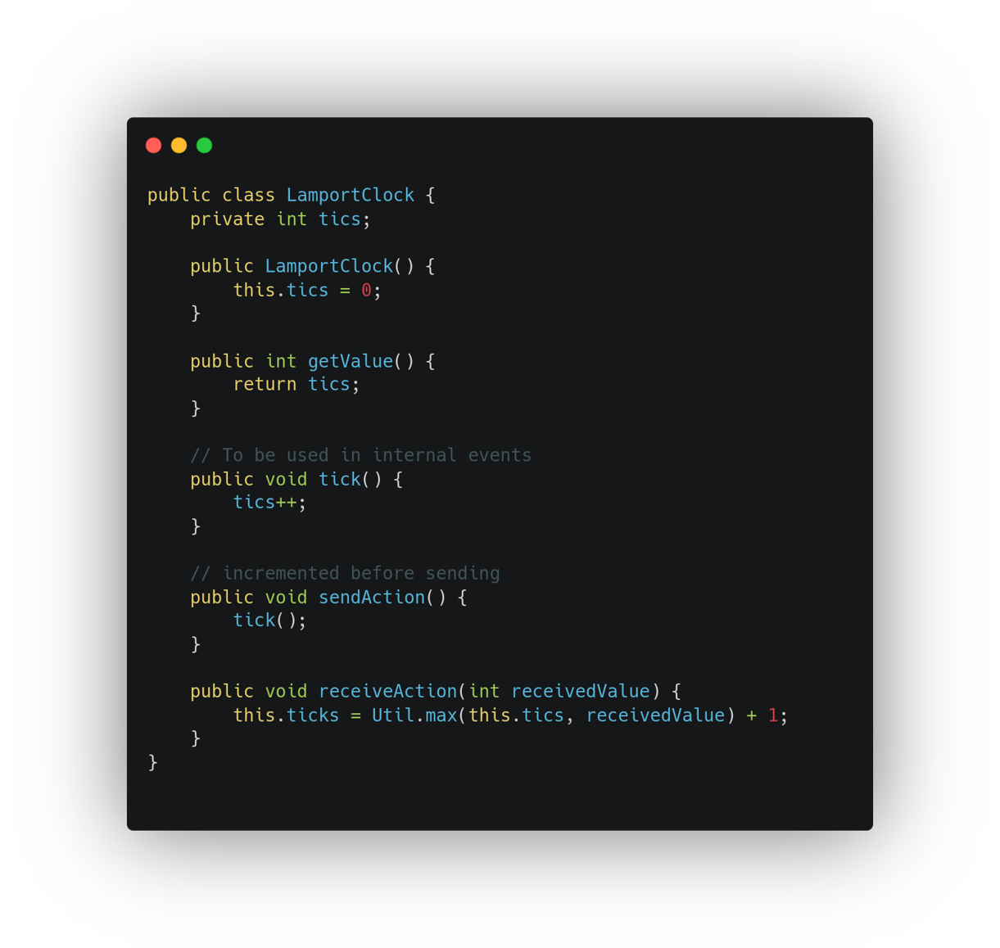 public class LamportClock {
    private int tics;

    public LamportClock() {
        this.tics = 0;
    }

    public int getValue() {
        return tics;
    }

    // To be used in internal events
    public void tick() {
        tics++;
    }

    // incremented before sending
    public void sendAction() {
        tick();
    }

    public void receiveAction(int receivedValue) {
        this.ticks = Util.max(this.tics, receivedValue) + 1;
    }
}